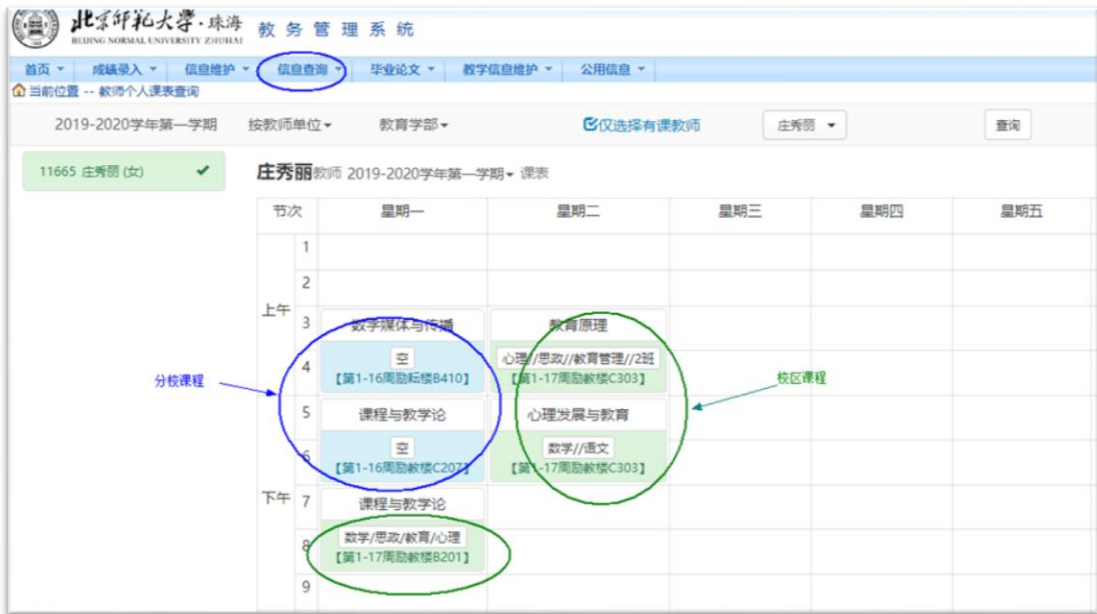 北京师范大学·珠海 教务管理系统
BEIJING NORMAL UNIVERSITY ZHUHAI
首页 成绩录入 信息维护 信息查询 毕业论文 教学信息维护 公用信息
当前位置 -- 教师个人课表查询
2019-2020学年第一学期 按教师单位 教育学部 仅选择有课教师 庄秀丽 查询
11665 庄秀丽 (女)
庄秀丽教师 2019-2020学年第一学期 课表
节次 星期一 星期二 星期三 星期四 星期五
1
2
上午
3 数字媒体与传播 教育原理
4 空 心理//思政//教育管理//2班
【第1-16周励耘楼B410】 【第1-17周励教楼C303】
分校课程 校区课程
5 课程与教学论 心理发展与教育
6 空 数学//语文
【第1-16周励教楼C207】 【第1-17周励教楼C303】
下午 7 课程与教学论
8 数学/思政/教育/心理
【第1-17周励教楼B201】
9